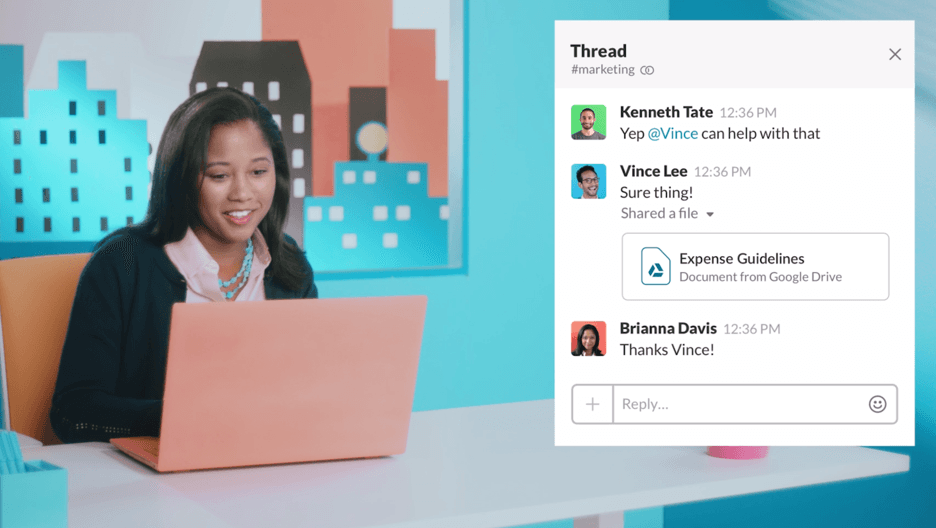 Thread
#marketing
Kenneth Tate 12:36 PM
Yep @Vince can help with that
Vince Lee 12:36 PM
Sure thing!
Shared a file
Expense Guidelines
Document from Google Drive
Brianna Davis 12:36 PM
Thanks Vince!
Reply...